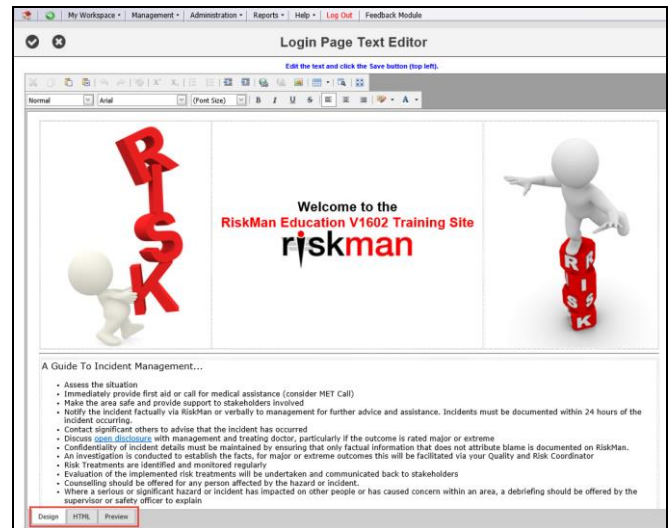 My Workspace Management Administration Reports Help Log Out Feedback Module
Login Page Text Editor
Edit the text and click the Save button (top left).
Normal Arial (Font Size) B I U S A
RISK
Welcome to the
RiskMan Education V1602 Training Site
riskman
R R
I I
S S
K
A Guide To Incident Management...
• Assess the situation
• Immediately provide first aid or call for medical assistance (consider MET Call)
• Make the area safe and provide support to stakeholders involved
• Notify the incident factually via RiskMan or verbally to management for further advice and assistance. Incidents must be documented within 24 hours of the
incident occurring.
• Contact significant others to advise that the incident has occurred
• Discuss open disclosure with management and treating doctor, particularly if the outcome is rated major or extreme
• Confidentiality of incident details must be maintained by ensuring that only factual information that does not attribute blame is documented on RiskMan.
• An investigation is conducted to establish the facts, for major or extreme outcomes this will be facilitated via your Quality and Risk Coordinator
• Risk Treatments are identified and monitored regularly
• Evaluation of the implemented risk treatments will be undertaken and communicated back to stakeholders
• Counselling should be offered for any person affected by the hazard or incident.
• Where a serious or significant hazard or incident has impacted on other people or has caused concern within an area, a debriefing should be offered by the
supervisor or safety officer to explain
Design HTML Preview